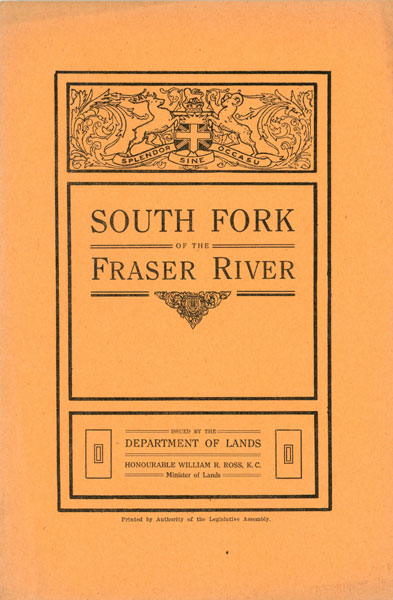 SPLENDOR SINE OCCASU
SOUTH FORK
OF THE
FRASER RIVER
ISSUED BY THE
DEPARTMENT OF LANDS
HONOURABLE WILLIAM R. ROSS, K. C.
Minister of Lands
Printed by Authority of the Legislative Assembly.